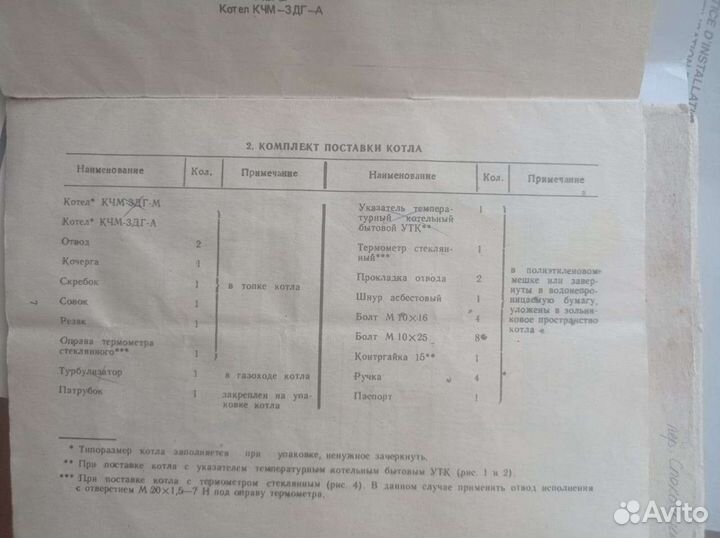 Котел КЧМ—3ДГ—А
2. КОМПЛЕКТ ПОСТАВКИ КОТЛА
Наименование Кол. Примечание
Котел* КЧМ-3ДГ-М
Котел* КЧМ-3ДГ-А
Отвод 2
Кочерга 1
Скребок 1
в топке котла
Совок 1
Резак 1
Оправа термометра
стеклянного*** 1
Турбулизатор 1 в газоходе котла
Патрубок 1 закреплен на упа-
ковке котла
Наименование Кол. Примечание
Указатель темпера- 1
турный котельный
бытовой УТК**
Термометр стеклян- 1
ный***
Прокладка отвода 2
Шнур асбестовый 1
Болт М 10×16 4
Болт М 10×25 8
Контргайка 15** 1
Ручка 4
Паспорт 1
в полиэтиленовом
мешке или завер-
нуты в водонепро-
ницаемую бумагу,
уложены в зольни-
ковое пространство
котла
7
* Типоразмер котла заполняется при упаковке, ненужное зачеркнуть.
** При поставке котла с указателем температурным котельным бытовым УТК (рис. 1 и 2).
*** При поставке котла с термометром стеклянным (рис. 4). В данном случае применить отвод исполнения
с отверстием М 20×1,5—7 Н под оправу термометра.
ICE D'INSTALLATI
Avito